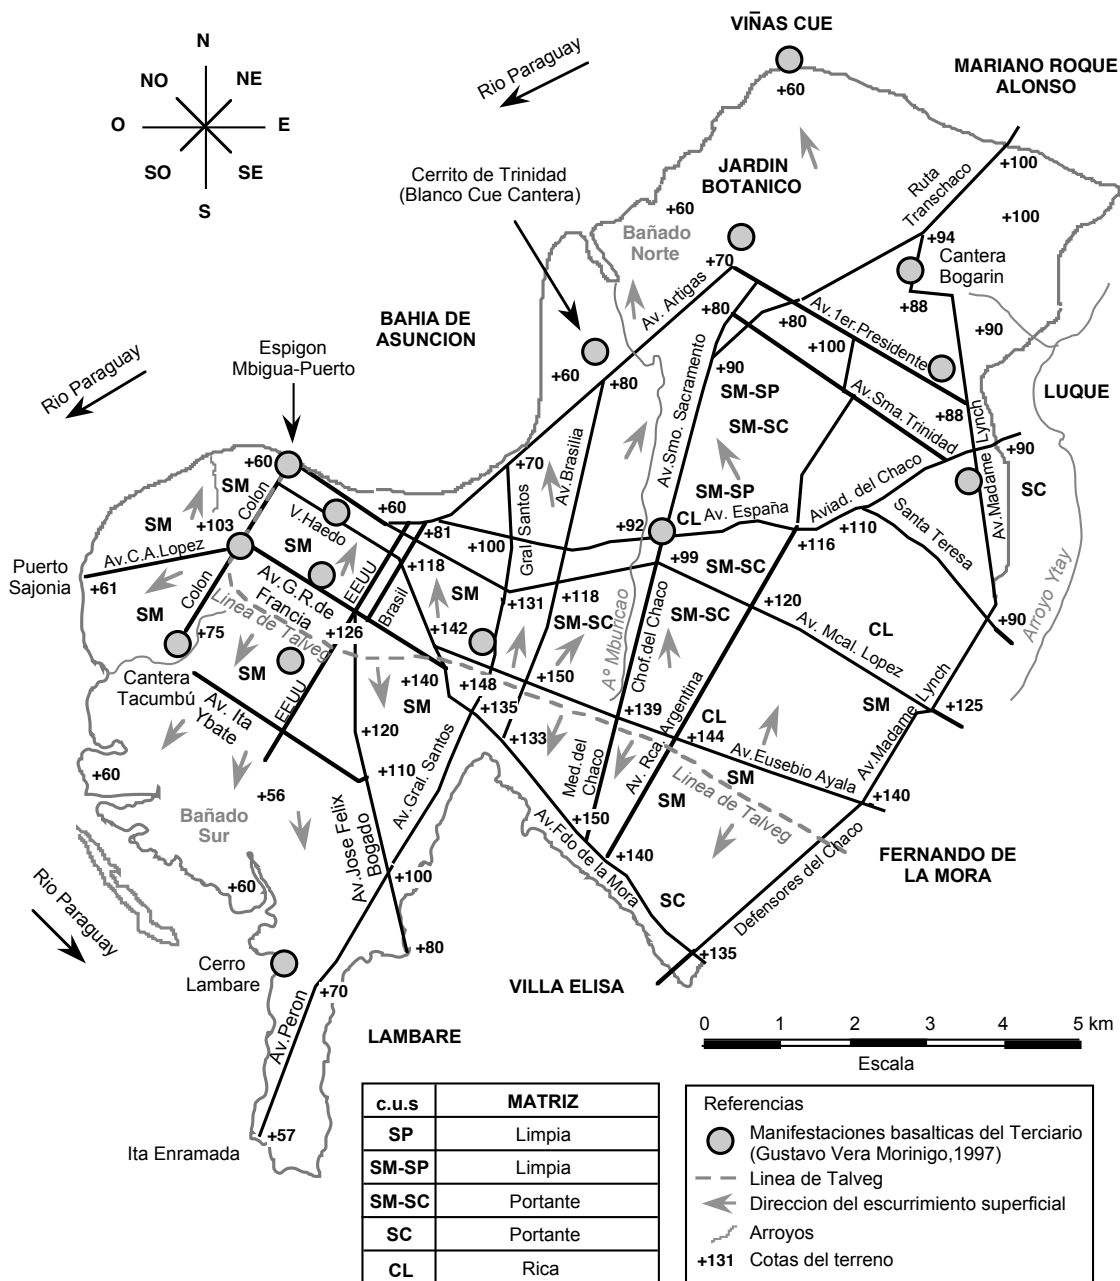 VIÑAS CUE
N
NO
NE
O
E
SO
SE
S
Rio Paraguay
+60
MARIANO ROQUE
ALONSO
JARDIN
BOTANICO
Ruta
Transchaco
+100
+100
Cerrito de Trinidad
(Blanco Cue Cantera)
+60
Bañado
Norte
+70
+94
Cantera
Bogarin
+88
Av. Artigas
BAHIA DE
ASUNCION
+80
Av.1er.Presidente
+80
+100
+90
Espigon
Mbigua-Puerto
+60
+80
+90
Av.Smo. Sacramento
SM-SP
SM-SC
Av.Sma.Trinidad
+88
LUQUE
Rio Paraguay
Av.Brasilia
Av.Madame Lynch
+90
+60
+70
SM
Colon
V.Haedo
+60
SM-SP
Av. España
Aviad. del Chaco
SC
SM
+103
+81
+100
Gral. Santos
+92
CL
+110
Santa Teresa
Puerto
Sajonia
Av.C.A.Lopez
SM
+116
+99
SM-SC
+61
Colon
SM
Av.G.R.de
Francia
EEUU
Brasil
+118
SM
+131
+118
SM-SC
SM-SC
+120
Av. Mcal. Lopez
CL
+90
Arroyo Ytay
Linea de Talveg
+75
+126
+142
Aº Mburicao
Chof.del Chaco
Cantera
Tacumbú
SM
+140
+148
+150
Av. Rca. Argentina
SM
+125
Av. Ita
Ybate
EEUU
SM
+135
+139
CL
+144
Av.Madame Lynch
+120
+133
Av.Eusebio Ayala
+60
+110
Av.Gral. Santos
Med.del
Chaco
SM
SM
Linea de Talveg
+140
+56
Bañado
Sur
+150
Av.Jose Felix
Bogado
Av.Fdo de la Mora
+140
FERNANDO DE
LA MORA
+60
+100
SC
Defensores del Chaco
Rio Paraguay
+80
+135
Cerro
Lambare
VILLA ELISA
+70
Av.Peron
LAMBARE
0 1 2 3 4 5 km
Escala
+57
Ita Enramada
c.u.s MATRIZ
SP Limpia
SM-SP Limpia
SM-SC Portante
SC Portante
CL Rica
Referencias
Manifestaciones basalticas del Terciario
(Gustavo Vera Morinigo,1997)
Linea de Talveg
Direccion del escurrimiento superficial
Arroyos
+131 Cotas del terreno